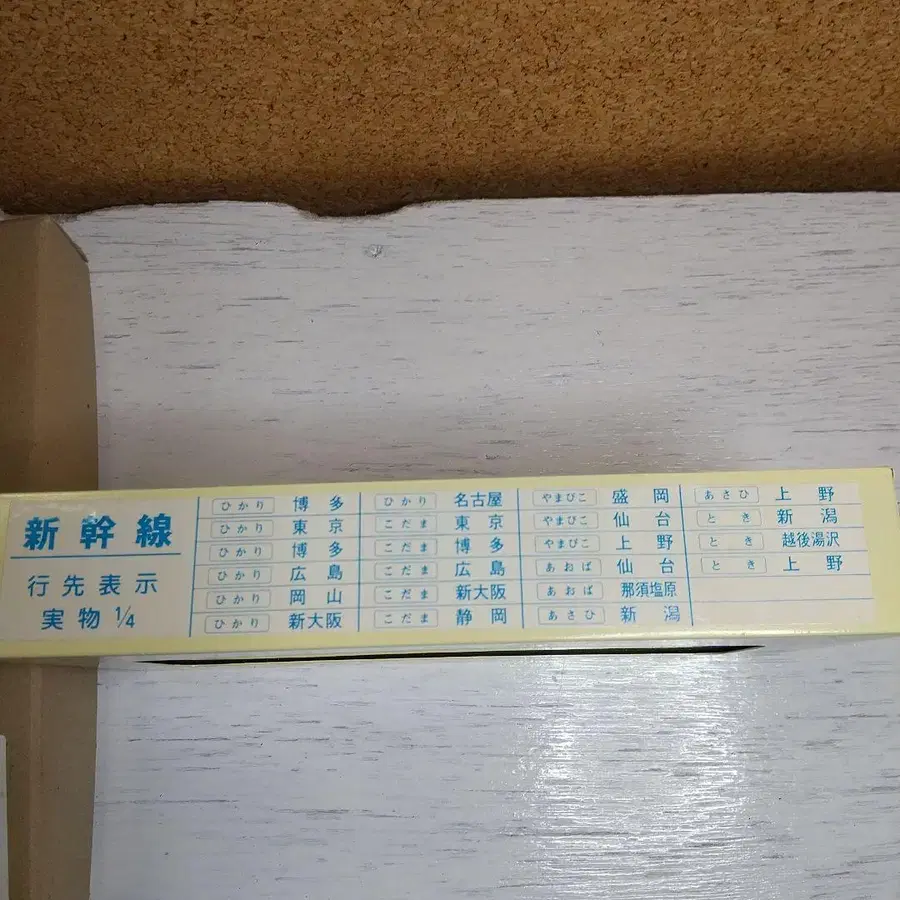 新幹線
行先表示
実物 1/4
ひかり 博多
ひかり 東京
ひかり 博多
ひかり 広島
ひかり 岡山
ひかり 新大阪
ひかり 名古屋
こだま 東京
こだま 博多
こだま 広島
こだま 新大阪
こだま 静岡
やまびこ 盛岡
やまびこ 仙台
やまびこ 上野
あおば 仙台
あおば 那須塩原
あさひ 新潟
あさひ 上野
とき 新潟
とき 越後湯沢
とき 上野